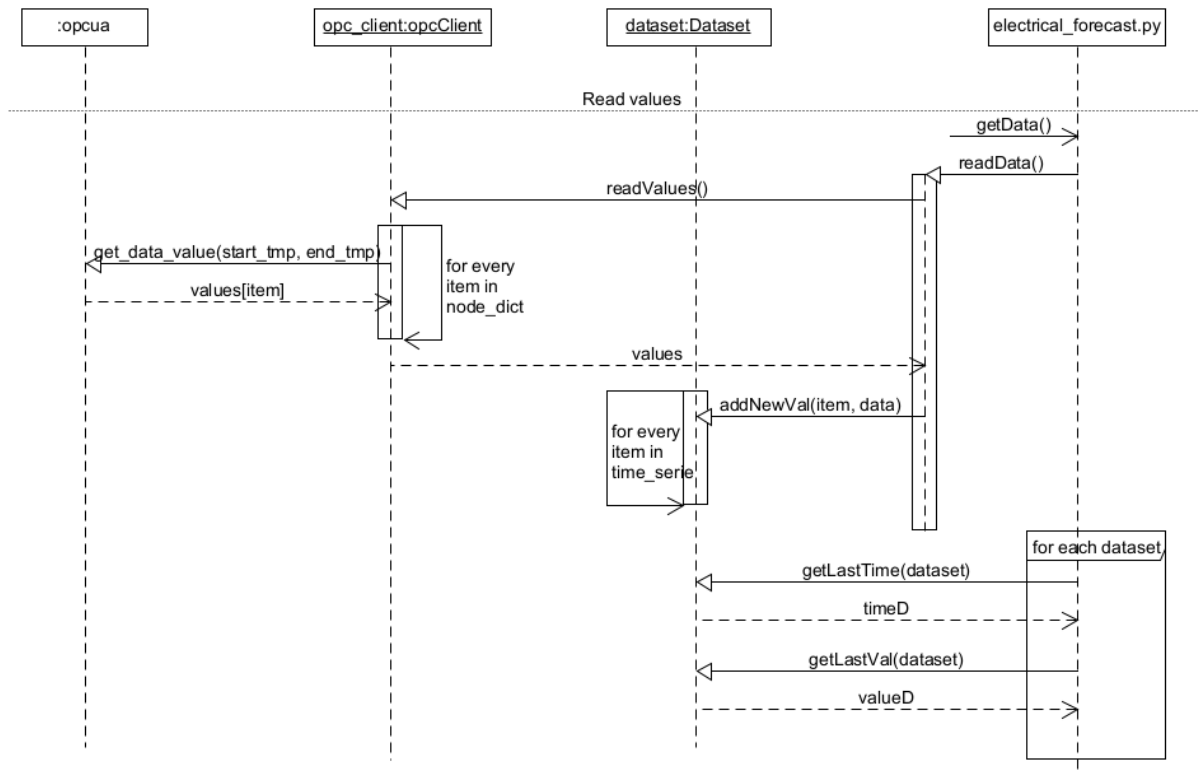 :opcua
opc_client:opcClient
dataset:Dataset
electrical_forecast.py
Read values
getData()
readData()
readValues()
get_data_value(start_tmp, end_tmp)
for every
item in
node_dict
values[item]
values
addNewVal(item, data)
for every
item in
time_serie
for each dataset
getLastTime(dataset)
timeD
getLastVal(dataset)
valueD